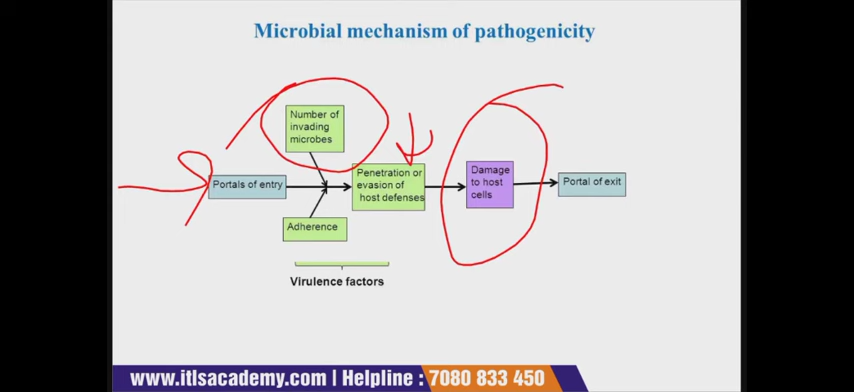 Microbial mechanism of pathogenicity
Number of
invading
microbes
Portals of entry
Penetration or
evasion of
host defenses
Damage
to host
cells
Portal of exit
Adherence
Virulence factors
www.itlsacademy.com | Helpline : 7080 833 450